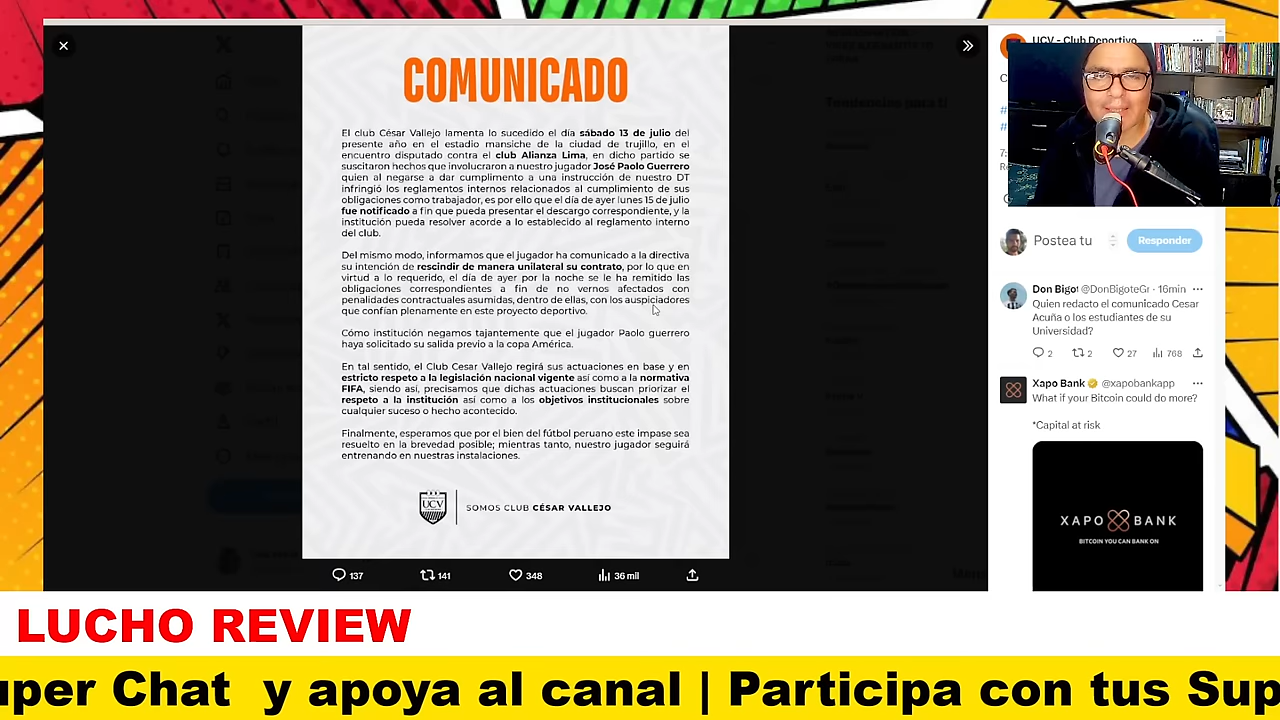 COMUNICADO
El club César Vallejo lamenta lo sucedido el día sábado 13 de julio del
presente año en el estadio mansiche de la ciudad de trujillo, en el
encuentro disputado contra el club Alianza Lima, en dicho partido se
suscitaron hechos que involucraron a nuestro jugador José Paolo Guerrero
quien al negarse a dar cumplimento a una instrucción de nuestro DT
infringió los reglamentos internos relacionados al cumplimiento de sus
obligaciones como trabajador, es por ello que el día de ayer lunes 15 de julio
fue notificado a fin que pueda presentar el descargo correspondiente, y la
institución pueda resolver acorde a lo establecido al reglamento interno
del club.
Del mismo modo, informamos que el jugador ha comunicado a la directiva
su intención de rescindir de manera unilateral su contrato, por lo que en
virtud a lo requerido, el día de ayer por la noche se le ha remitido las
obligaciones correspondientes a fin de no vernos afectados con
penalidades contractuales asumidas, dentro de ellas, con los auspiciadores
que confían plenamente en este proyecto deportivo.
Cómo institución negamos tajantemente que el jugador Paolo guerrero
haya solicitado su salida previo a la copa América.
En tal sentido, el Club Cesar Vallejo regirá sus actuaciones en base y en
estricto respeto a la legislación nacional vigente así como a la normativa
FIFA, siendo así, precisamos que dichas actuaciones buscan priorizar el
respeto a la institución así como a los objetivos institucionales sobre
cualquier suceso o hecho acontecido.
Finalmente, esperamos que por el bien del fútbol peruano este impase sea
resuelto en la brevedad posible; mientras tanto, nuestro jugador seguirá
entrenando en nuestras instalaciones.
UCV
SOMOS CLUB CÉSAR VALLEJO
137 141 348 36 mil
UCV - Club Deportivo
Postea tu
Responder
Don Bigot @DonBigoteGr · 16min
Quien redacto el comunicado Cesar
Acuña o los estudiantes de su
Universidad?
2 2 27 768
Xapo Bank @xapobankapp
What if your Bitcoin could do more?
*Capital at risk
XAPO BANK
BITCOIN YOU CAN BANK ON
Tendencias para ti
LUCHO REVIEW
uper Chat y apoya al canal | Participa con tus Sup